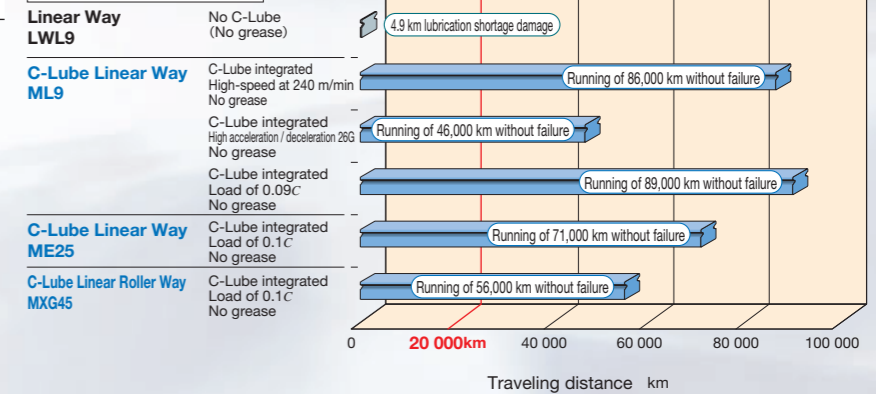 Linear Way
LWL9
No C-Lube
(No grease)
4.9 km lubrication shortage damage
C-Lube Linear Way
ML9
C-Lube integrated
High-speed at 240 m/min
No grease
Running of 86,000 km without failure
C-Lube integrated
High acceleration / deceleration 26G
No grease
Running of 46,000 km without failure
C-Lube integrated
Load of 0.09C
No grease
Running of 89,000 km without failure
C-Lube Linear Way
ME25
C-Lube integrated
Load of 0.1C
No grease
Running of 71,000 km without failure
C-Lube Linear Roller Way
MXG45
C-Lube integrated
Load of 0.1C
No grease
Running of 56,000 km without failure
0 20 000km 40 000 60 000 80 000 100 000
Traveling distance km